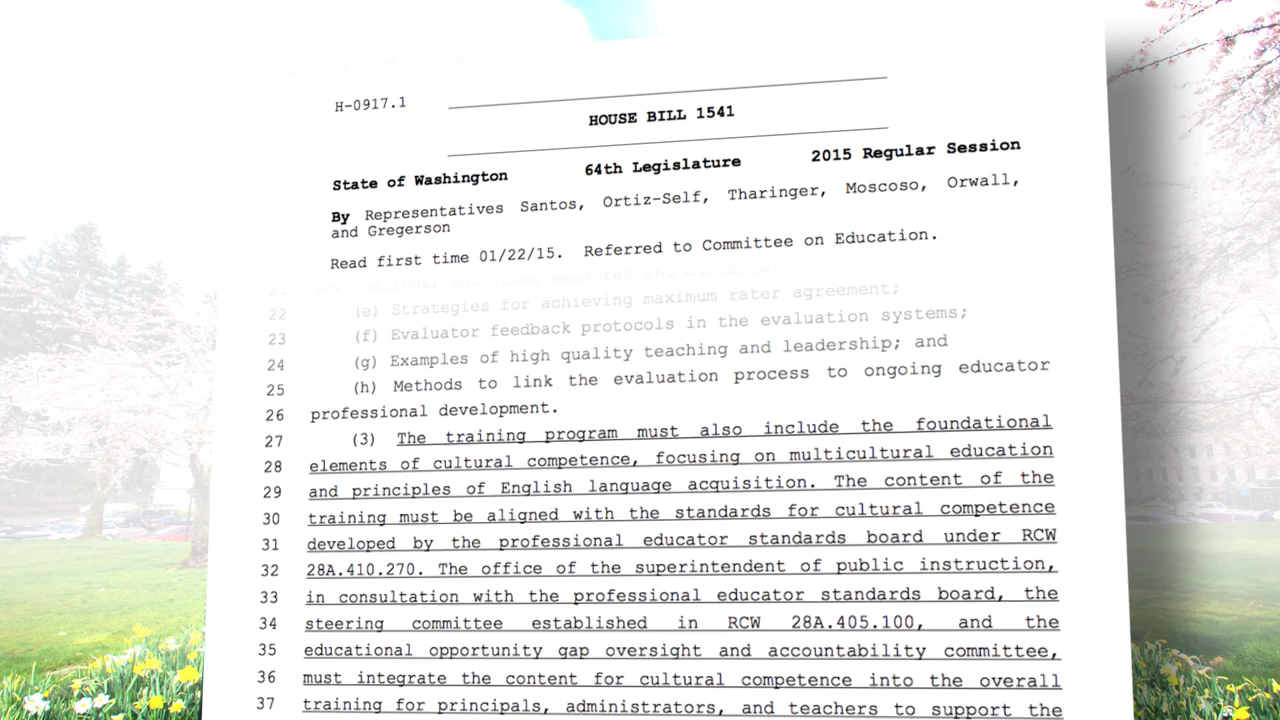 H-0917.1
HOUSE BILL 1541
State of Washington 64th Legislature 2015 Regular Session
By Representatives Santos, Ortiz-Self, Tharinger, Moscoso, Orwall,
and Gregerson
Read first time 01/22/15. Referred to Committee on Education.
measures and evidence;
22 (e) Strategies for achieving maximum rater agreement;
23 (f) Evaluator feedback protocols in the evaluation systems;
24 (g) Examples of high quality teaching and leadership; and
25 (h) Methods to link the evaluation process to ongoing educator
26 professional development.
27 (3) The training program must also include the foundational
28 elements of cultural competence, focusing on multicultural education
29 and principles of English language acquisition. The content of the
30 training must be aligned with the standards for cultural competence
31 developed by the professional educator standards board under RCW
32 28A.410.270. The office of the superintendent of public instruction,
33 in consultation with the professional educator standards board, the
34 steering committee established in RCW 28A.405.100, and the
35 educational opportunity gap oversight and accountability committee,
36 must integrate the content for cultural competence into the overall
37 training for principals, administrators, and teachers to support the